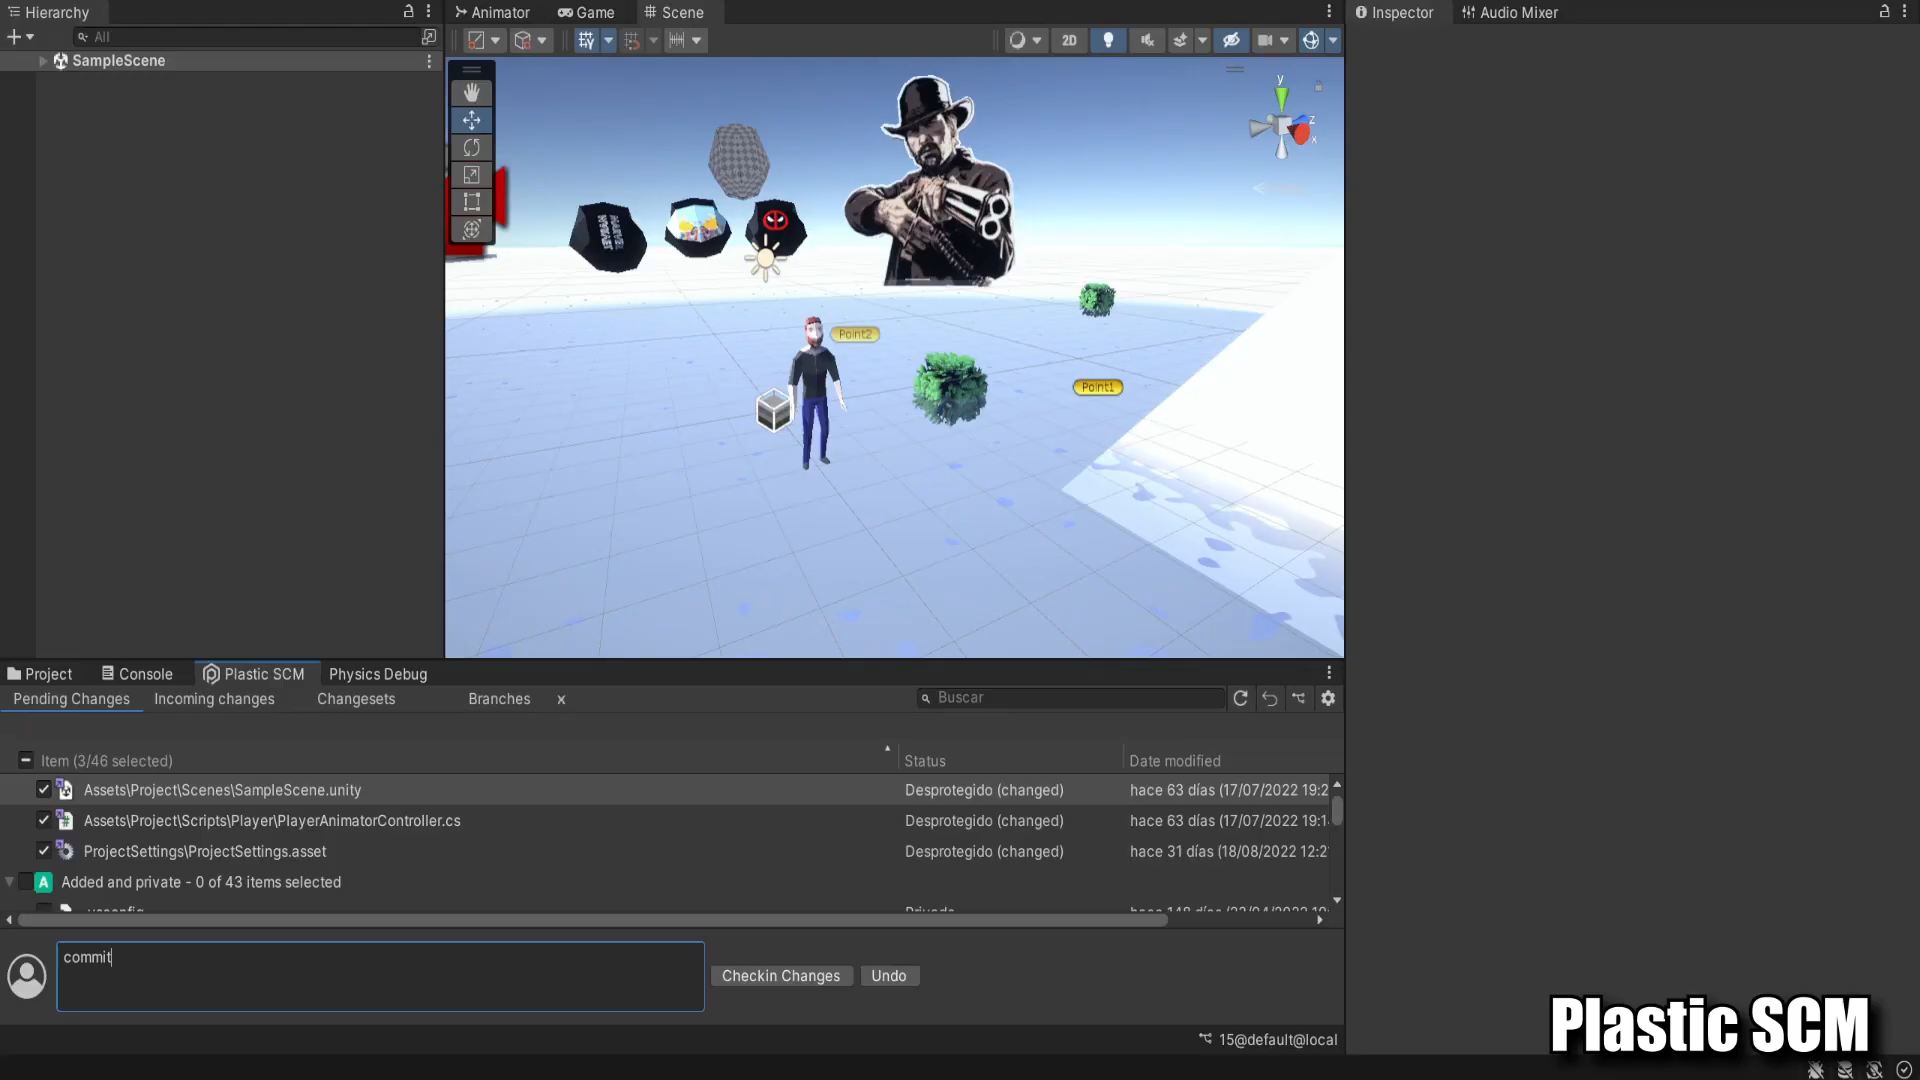 Hierarchy
Animator
Game
Scene
Inspector
Audio Mixer
All
2D
SampleScene
y
z
x
Point2
Point1
Project
Console
Plastic SCM
Physics Debug
Pending Changes
Incoming changes
Changesets
Branches
x
Buscar
Item (3/46 selected)
Status
Date modified
Assets\Project\Scenes\SampleScene.unity
Desprotegido (changed)
hace 63 días (17/07/2022 19:2
Assets\Project\Scripts\Player\PlayerAnimatorController.cs
Desprotegido (changed)
hace 63 días (17/07/2022 19:1
ProjectSettings\ProjectSettings.asset
Desprotegido (changed)
hace 31 días (18/08/2022 12:2
A
Added and private - 0 of 43 items selected
commit
Checkin Changes
Undo
15@default@local
Plastic SCM